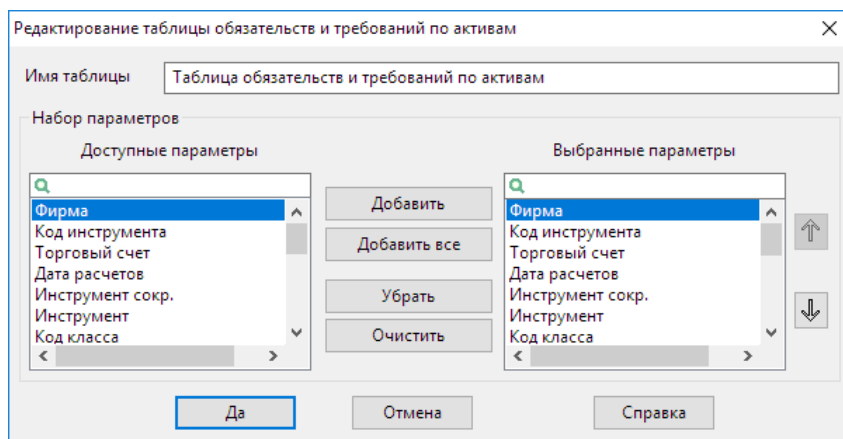 Редактирование таблицы обязательств и требований по активам
Имя таблицы
Таблица обязательств и требований по активам
Набор параметров
Доступные параметры
Фирма
Код инструмента
Торговый счет
Дата расчетов
Инструмент сокр.
Инструмент
Код класса
Добавить
Добавить все
Убрать
Очистить
Выбранные параметры
Фирма
Код инструмента
Торговый счет
Дата расчетов
Инструмент сокр.
Инструмент
Код класса
Да
Отмена
Справка